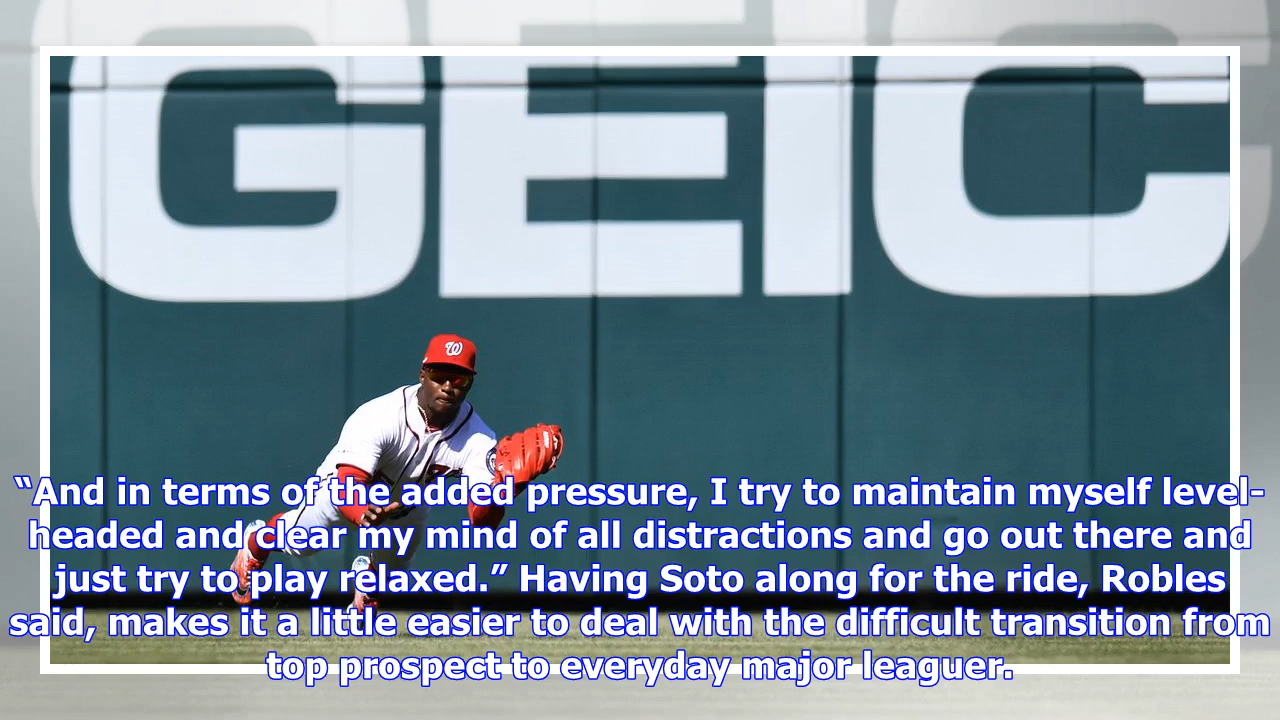 GEIC
W
“And in terms of the added pressure, I try to maintain myself level-
headed and clear my mind of all distractions and go out there and
just try to play relaxed.” Having Soto along for the ride, Robles
said, makes it a little easier to deal with the difficult transition from
top prospect to everyday major leaguer.